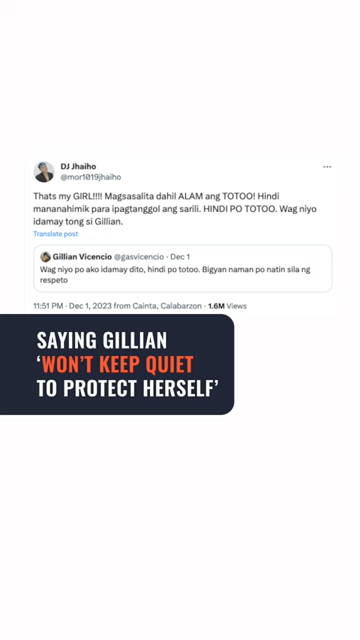 DJ Jhaiho
@mor1019jhaiho
Thats my GIRL!!!! Magsasalita dahil ALAM ang TOTOO! Hindi
mananahimik para ipagtanggol ang sarili. HINDI PO TOTOO. Wag niyo
idamay tong si Gillian.
Translate post
Gillian Vicencio @gasvicencio · Dec 1
Wag niyo po ako idamay dito, hindi po totoo. Bigyan naman po natin sila ng
respeto
11:51 PM · Dec 1, 2023 from Cainta, Calabarzon · 1.6M Views
SAYING GILLIAN
‘WON’T KEEP QUIET
TO PROTECT HERSELF’